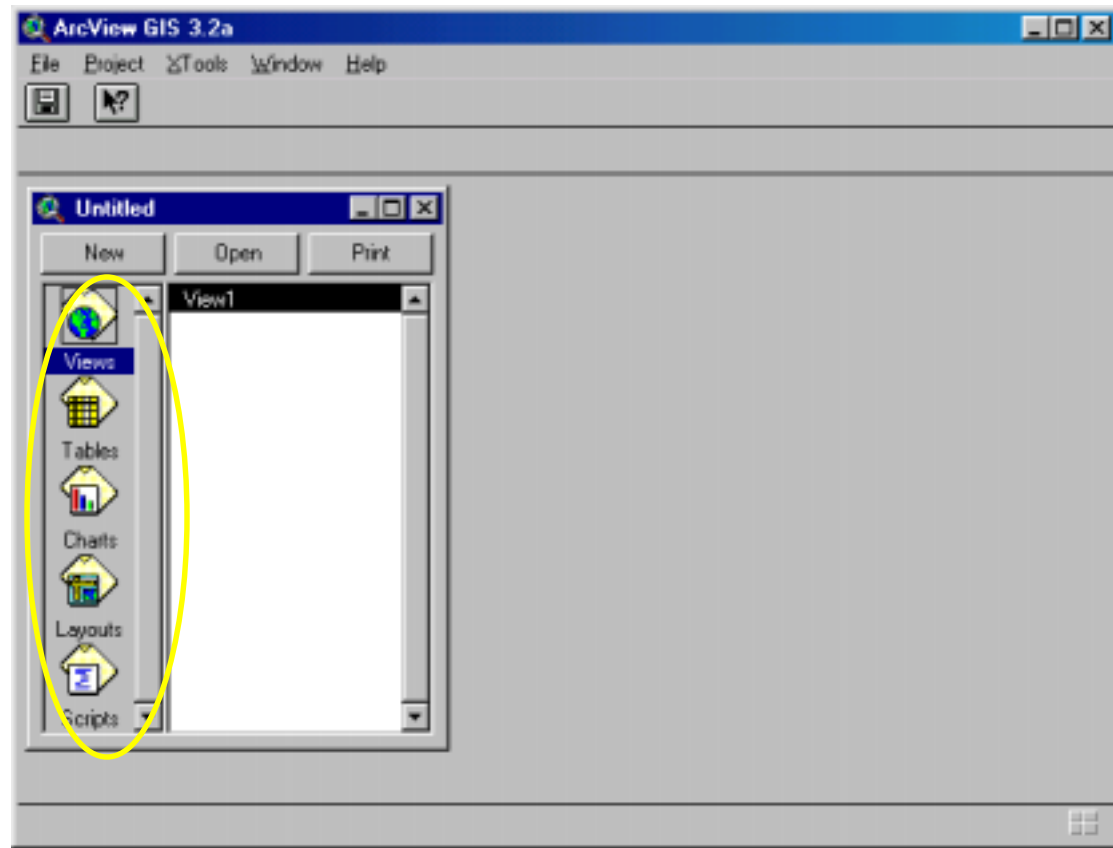 ArcView GIS 3.2a
File Project XTools Window Help
Untitled
New Open Print
View1
Views
Tables
Charts
Layouts
Scripts